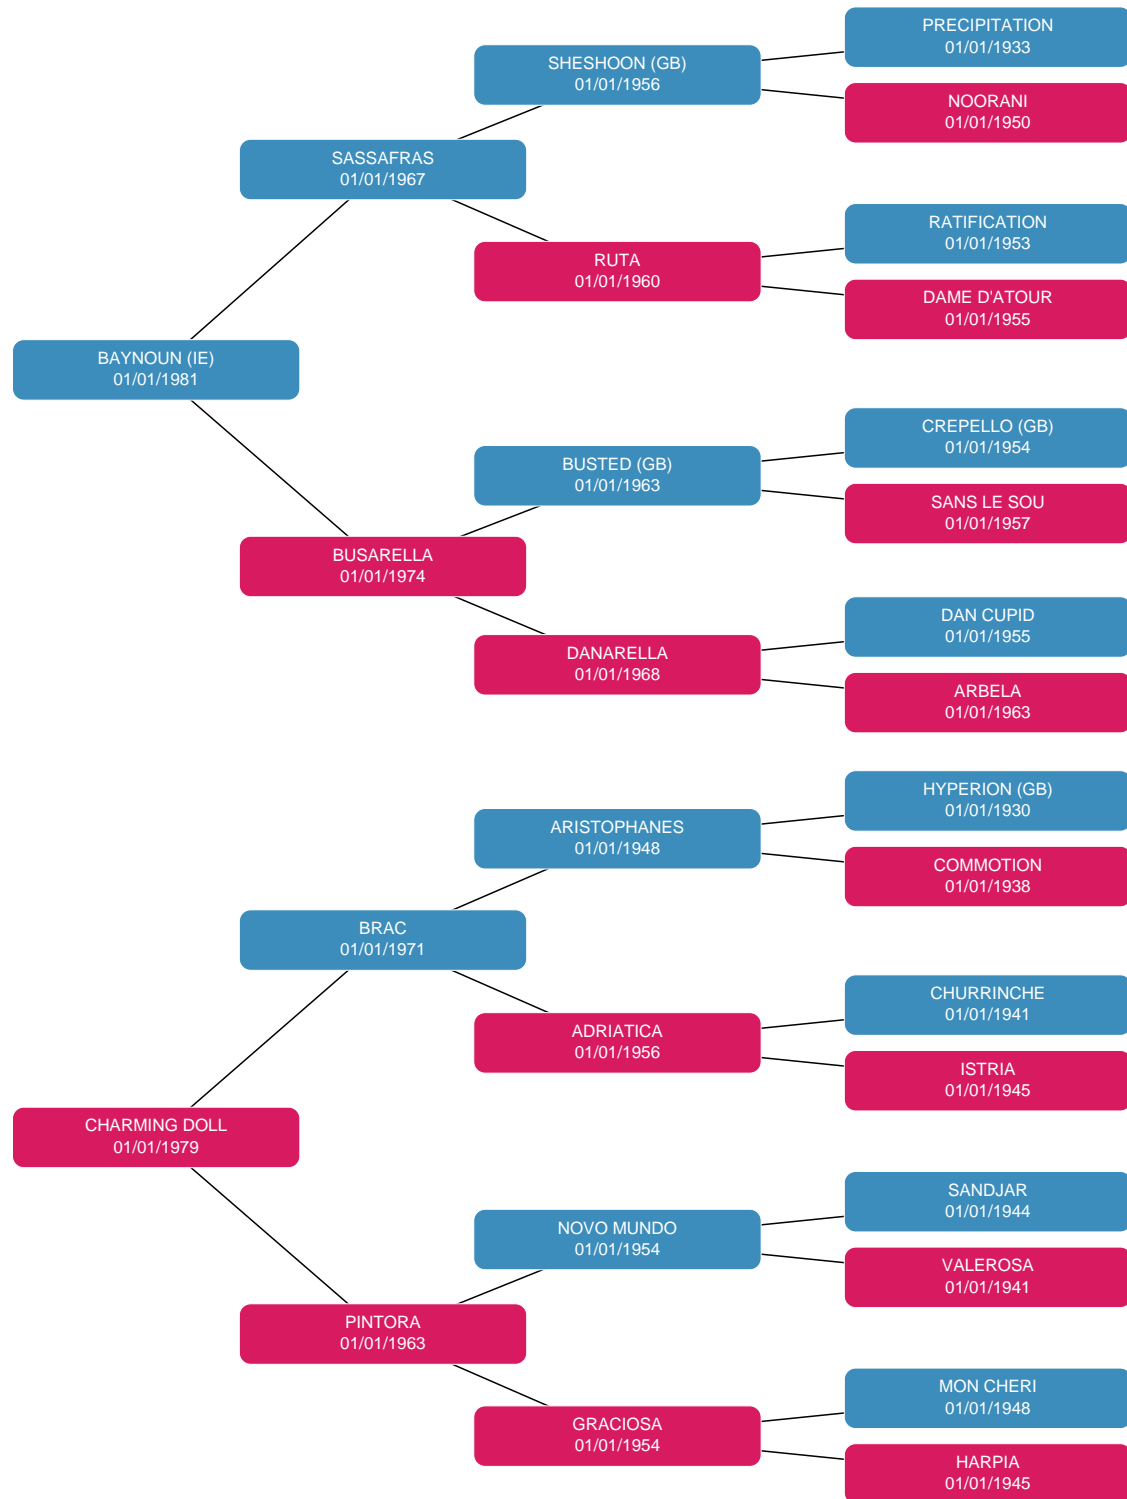 PRECIPITATION
01/01/1933
SHESHOON (GB)
01/01/1956
NOORANI
01/01/1950
SASSAFRAS
01/01/1967
RATIFICATION
01/01/1953
RUTA
01/01/1960
DAME D'ATOUR
01/01/1955
BAYNOUN (IE)
01/01/1981
CREPELLO (GB)
01/01/1954
BUSTED (GB)
01/01/1963
SANS LE SOU
01/01/1957
BUSARELLA
01/01/1974
DAN CUPID
01/01/1955
DANARELLA
01/01/1968
ARBELA
01/01/1963
HYPERION (GB)
01/01/1930
ARISTOPHANES
01/01/1948
COMMOTION
01/01/1938
BRAC
01/01/1971
CHURRINCHE
01/01/1941
ADRIATICA
01/01/1956
ISTRIA
01/01/1945
CHARMING DOLL
01/01/1979
SANDJAR
01/01/1944
NOVO MUNDO
01/01/1954
VALEROSA
01/01/1941
PINTORA
01/01/1963
MON CHERI
01/01/1948
GRACIOSA
01/01/1954
HARPIA
01/01/1945